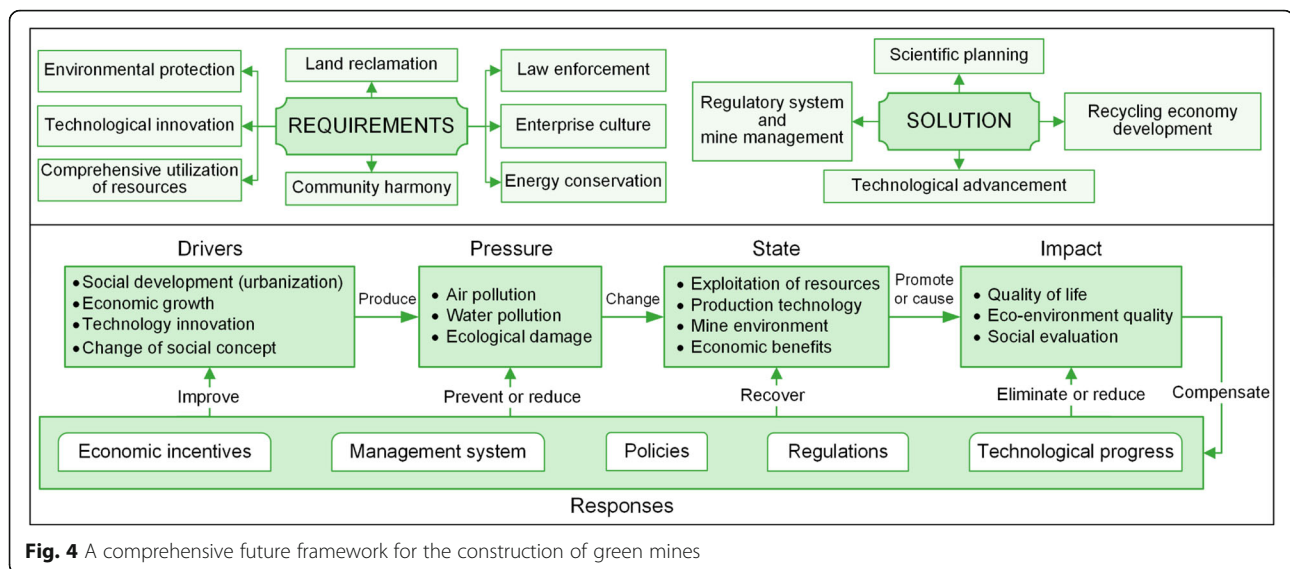 Environmental protection
Technological innovation
Comprehensive utilization
of resources
Land reclamation
REQUIREMENTS
Community harmony
Law enforcement
Enterprise culture
Energy conservation
Scientific planning
Regulatory system
and
mine management
SOLUTION
Recycling economy
development
Technological advancement
Drivers
• Social development (urbanization)
• Economic growth
• Technology innovation
• Change of social concept
Produce
Pressure
• Air pollution
• Water pollution
• Ecological damage
Change
State
• Exploitation of resources
• Production technology
• Mine environment
• Economic benefits
Promote
or cause
Impact
• Quality of life
• Eco-environment quality
• Social evaluation
Improve
Prevent or reduce
Recover
Eliminate or reduce
Compensate
Economic incentives
Management system
Policies
Regulations
Technological progress
Responses
Fig. 4 A comprehensive future framework for the construction of green mines